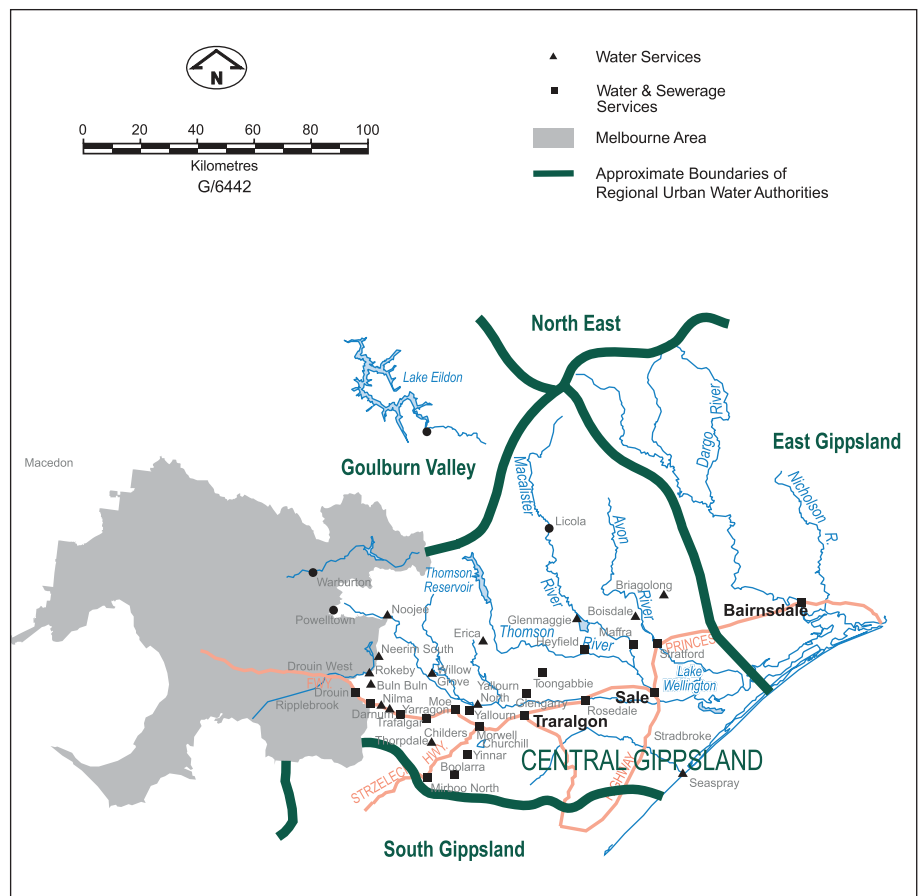 N
0 20 40 60 80 100
Kilometres
G/6442
Water Services
Water & Sewerage
Services
Melbourne Area
Approximate Boundaries of
Regional Urban Water Authorities
North East
Lake Eildon
Dargo River
East Gippsland
Goulburn Valley
Macedon
Macalister
River
Nicholson R.
Licola
Avon
River
Thomson
Reservoir
Warburton
Briagolong
Powelltown
Noojee
Glenmaggie
Boisdale
Bairnsdale
Erica
Thomson
River
Heyfield
Maffra
PRINCES
Stratford
Neerim South
Drouin West
Rokeby
Willow
Grove
Toongabbie
Lake
Wellington
FWY
Buln Buln
Yallourn
North
Drouin
Nilma
Moe
Glengarry
Sale
Ripplebrook
Darnum
Yarragon
Yallourn
Rosedale
Trafalgar
Traralgon
Childers
Morwell
Stradbroke
Thorpdale
Churchill
HWY.
Yinnar
CENTRAL GIPPSLAND
STRZELECKI
Boolarra
HIGHWAY
Seaspray
Mirboo North
South Gippsland